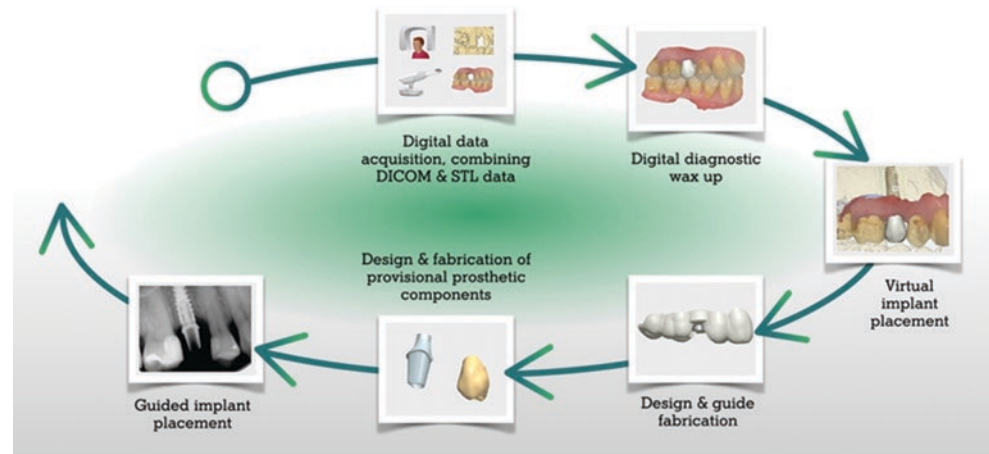 Digital data
acquisition, combining
DICOM & STL data
Digital diagnostic
wax up
Virtual
implant
placement
Design & guide
fabrication
Design & fabrication of
provisional prosthetic
components
Guided implant
placement